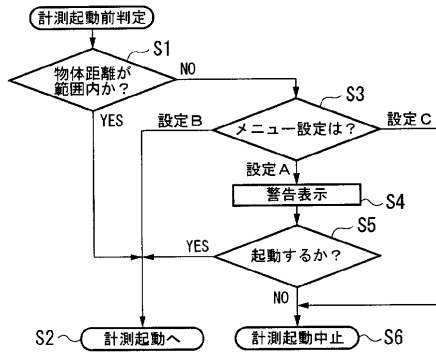 計測起動前判定
S1
物体距離が
範囲内か?
NO
YES
S3
メニュー設定は?
設定B
設定C
設定A
警告表示
S4
S5
起動するか?
YES
NO
S2
計測起動へ
計測起動中止
S6